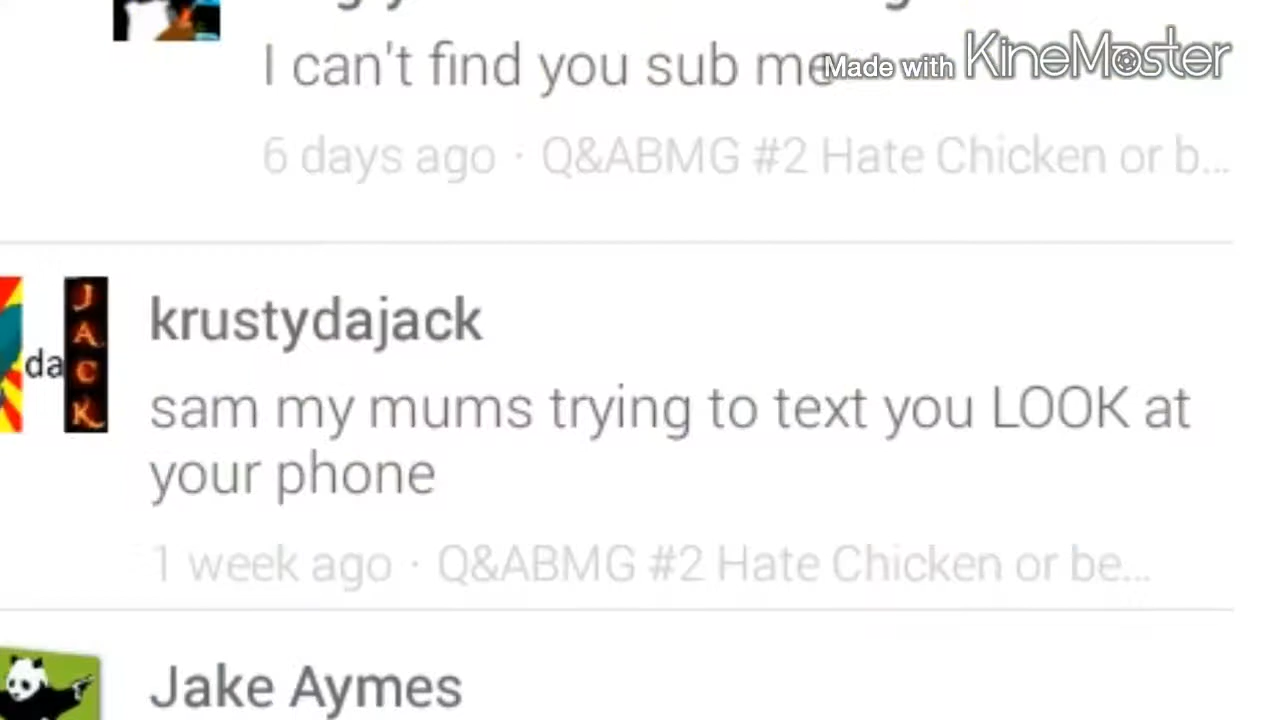 I can't find you sub me
Made with KINEMASTER
6 days ago · Q&ABMG #2 Hate Chicken or b...
JACK
da
krustydajack
sam my mums trying to text you LOOK at
your phone
1 week ago · Q&ABMG #2 Hate Chicken or be...
Jake Aymes